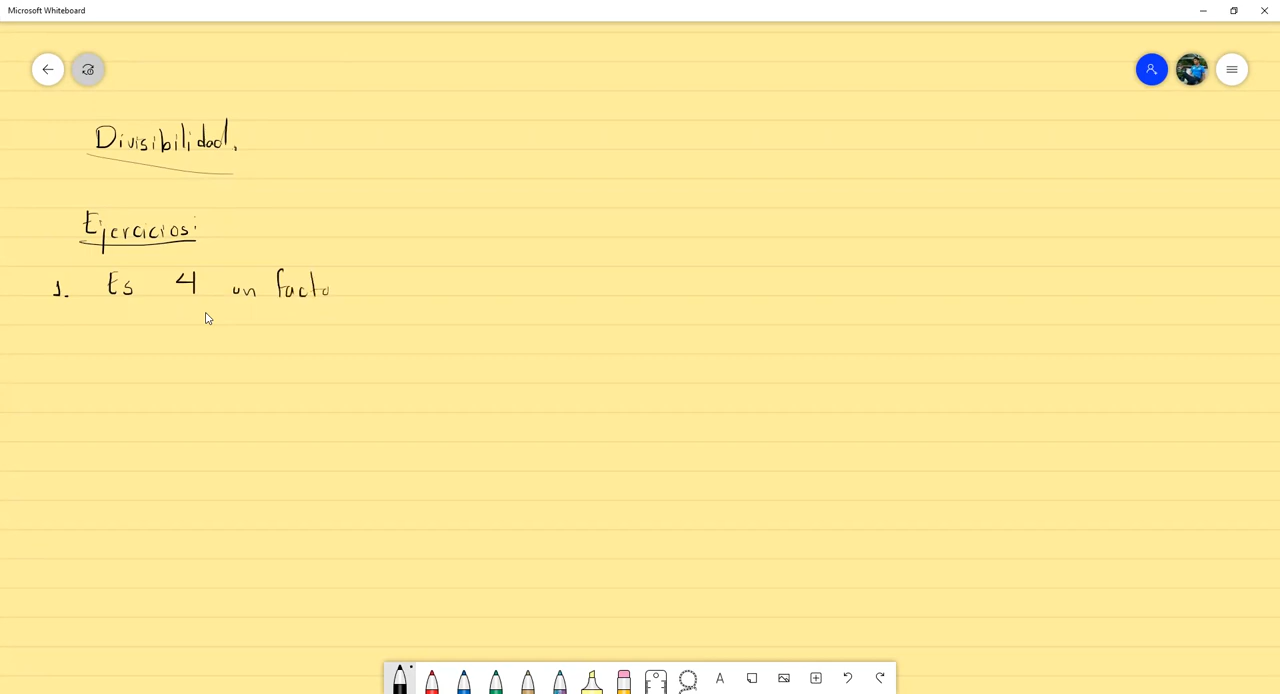 Microsoft Whiteboard
Divisibilidad.
Ejercicios:
1. Es 4 un facto